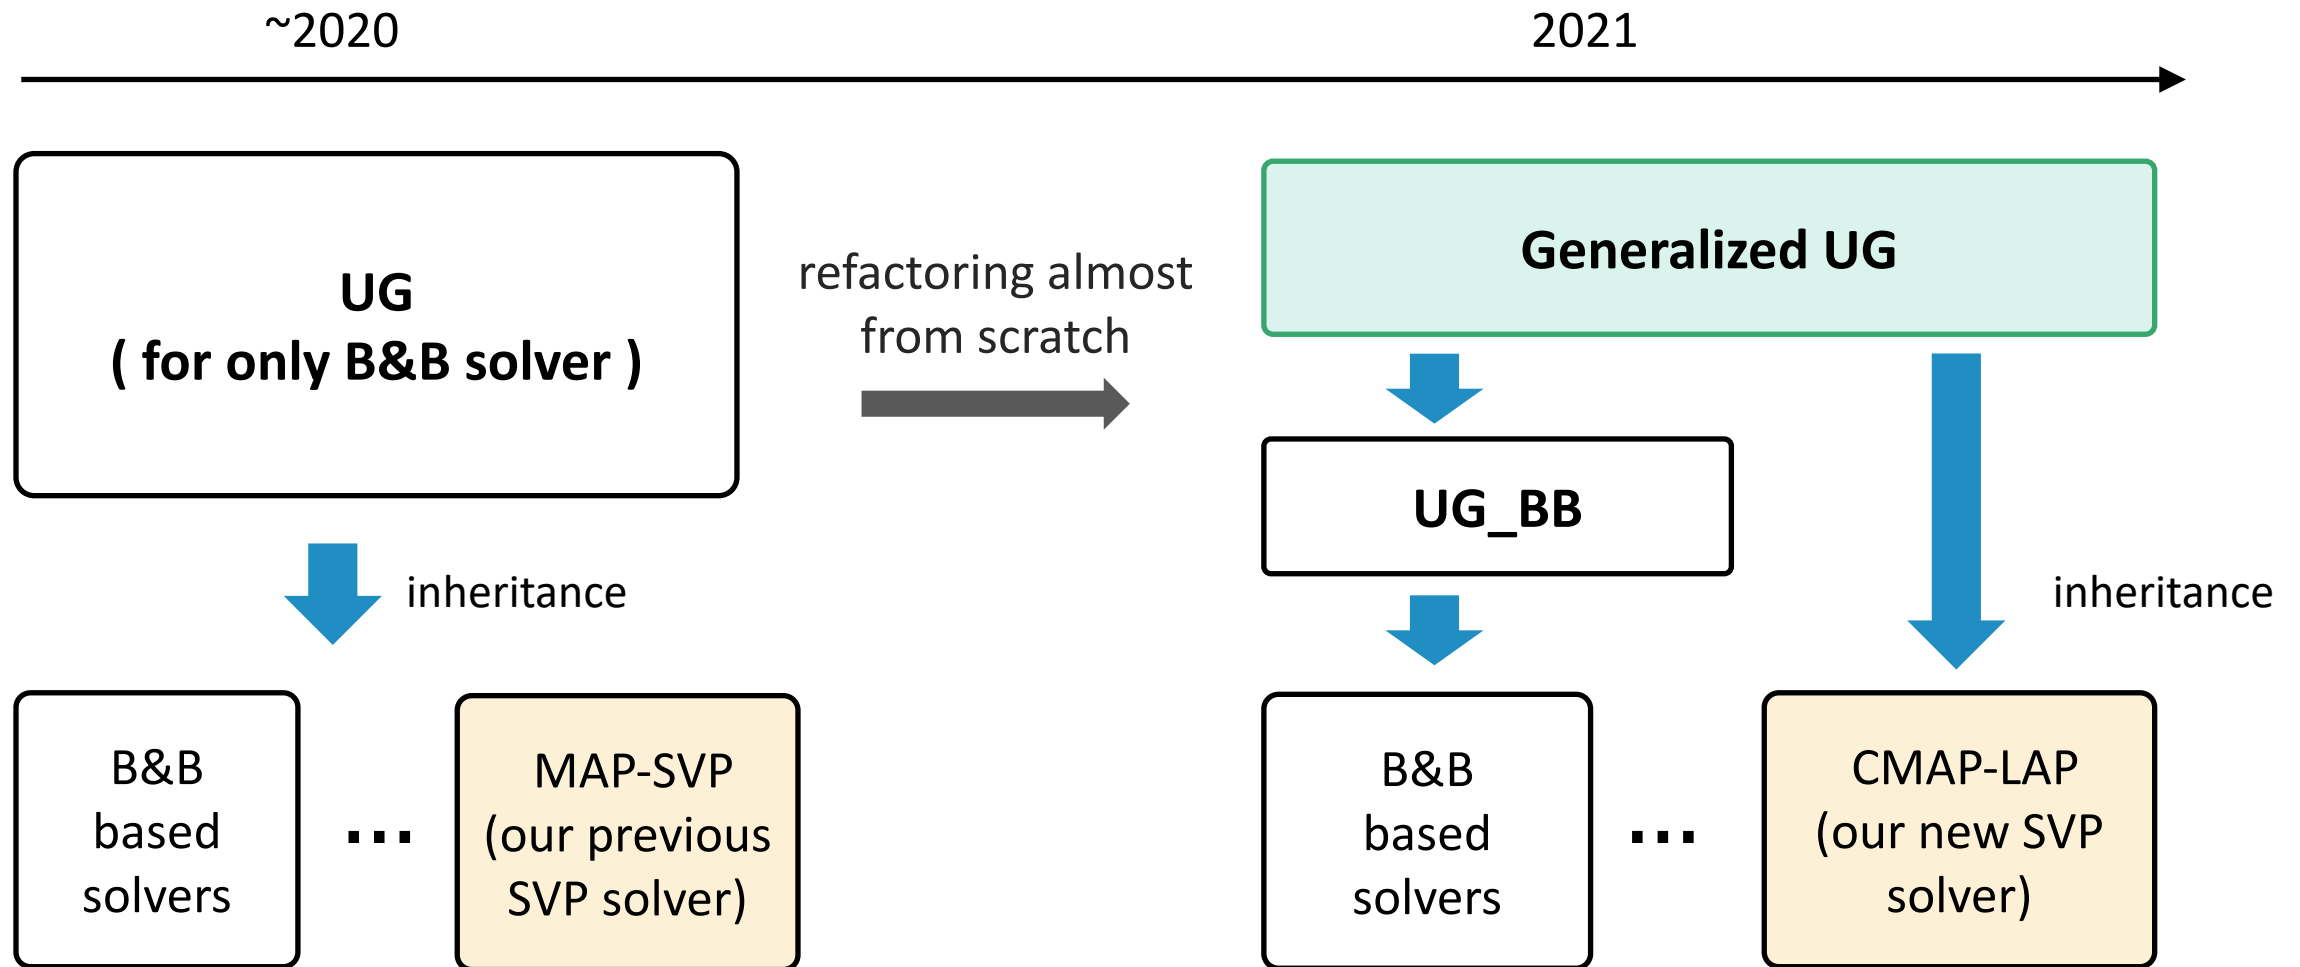 ~2020
2021
UG
( for only B&B solver )
refactoring almost
from scratch
Generalized UG
UG_BB
inheritance
inheritance
B&B
based
solvers
...
MAP-SVP
(our previous
SVP solver)
B&B
based
solvers
...
CMAP-LAP
(our new SVP
solver)